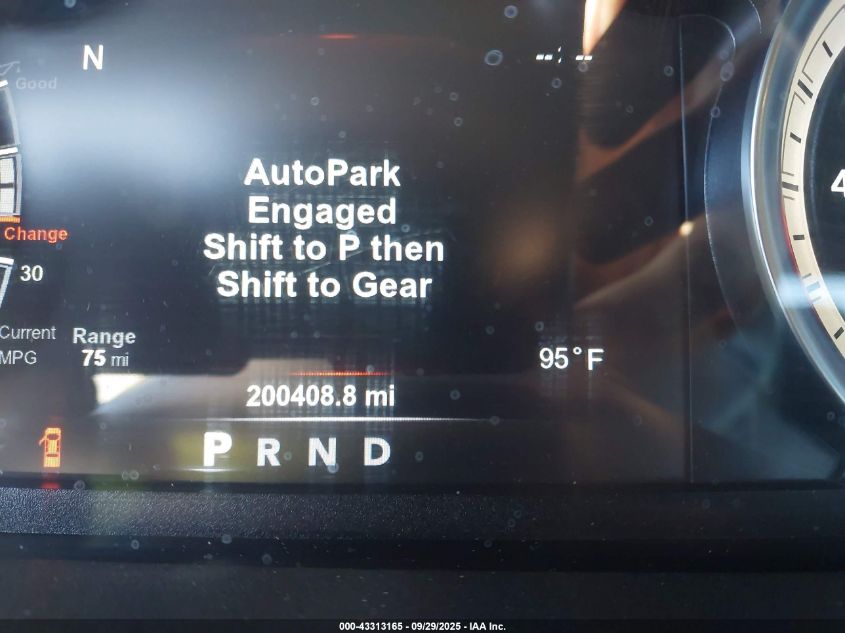 N
--:--
Good
AutoPark
Engaged
Shift to P then
Shift to Gear
4
Change
30
Current
MPG
Range
75 mi
95°F
200408.8 mi
P R N D
000-43313165 - 09/29/2025 - IAA Inc.